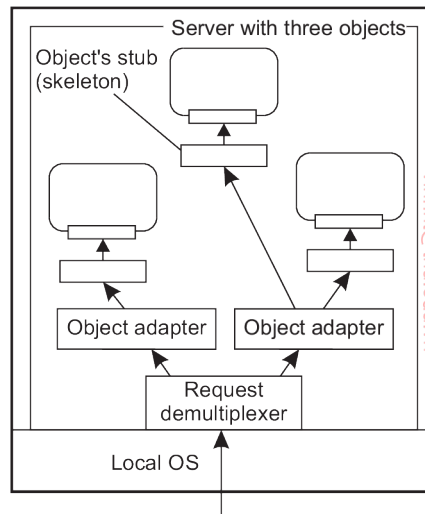 Server with three objects
Object's stub
(skeleton)
Object adapter
Object adapter
Request
demultiplexer
Local OS